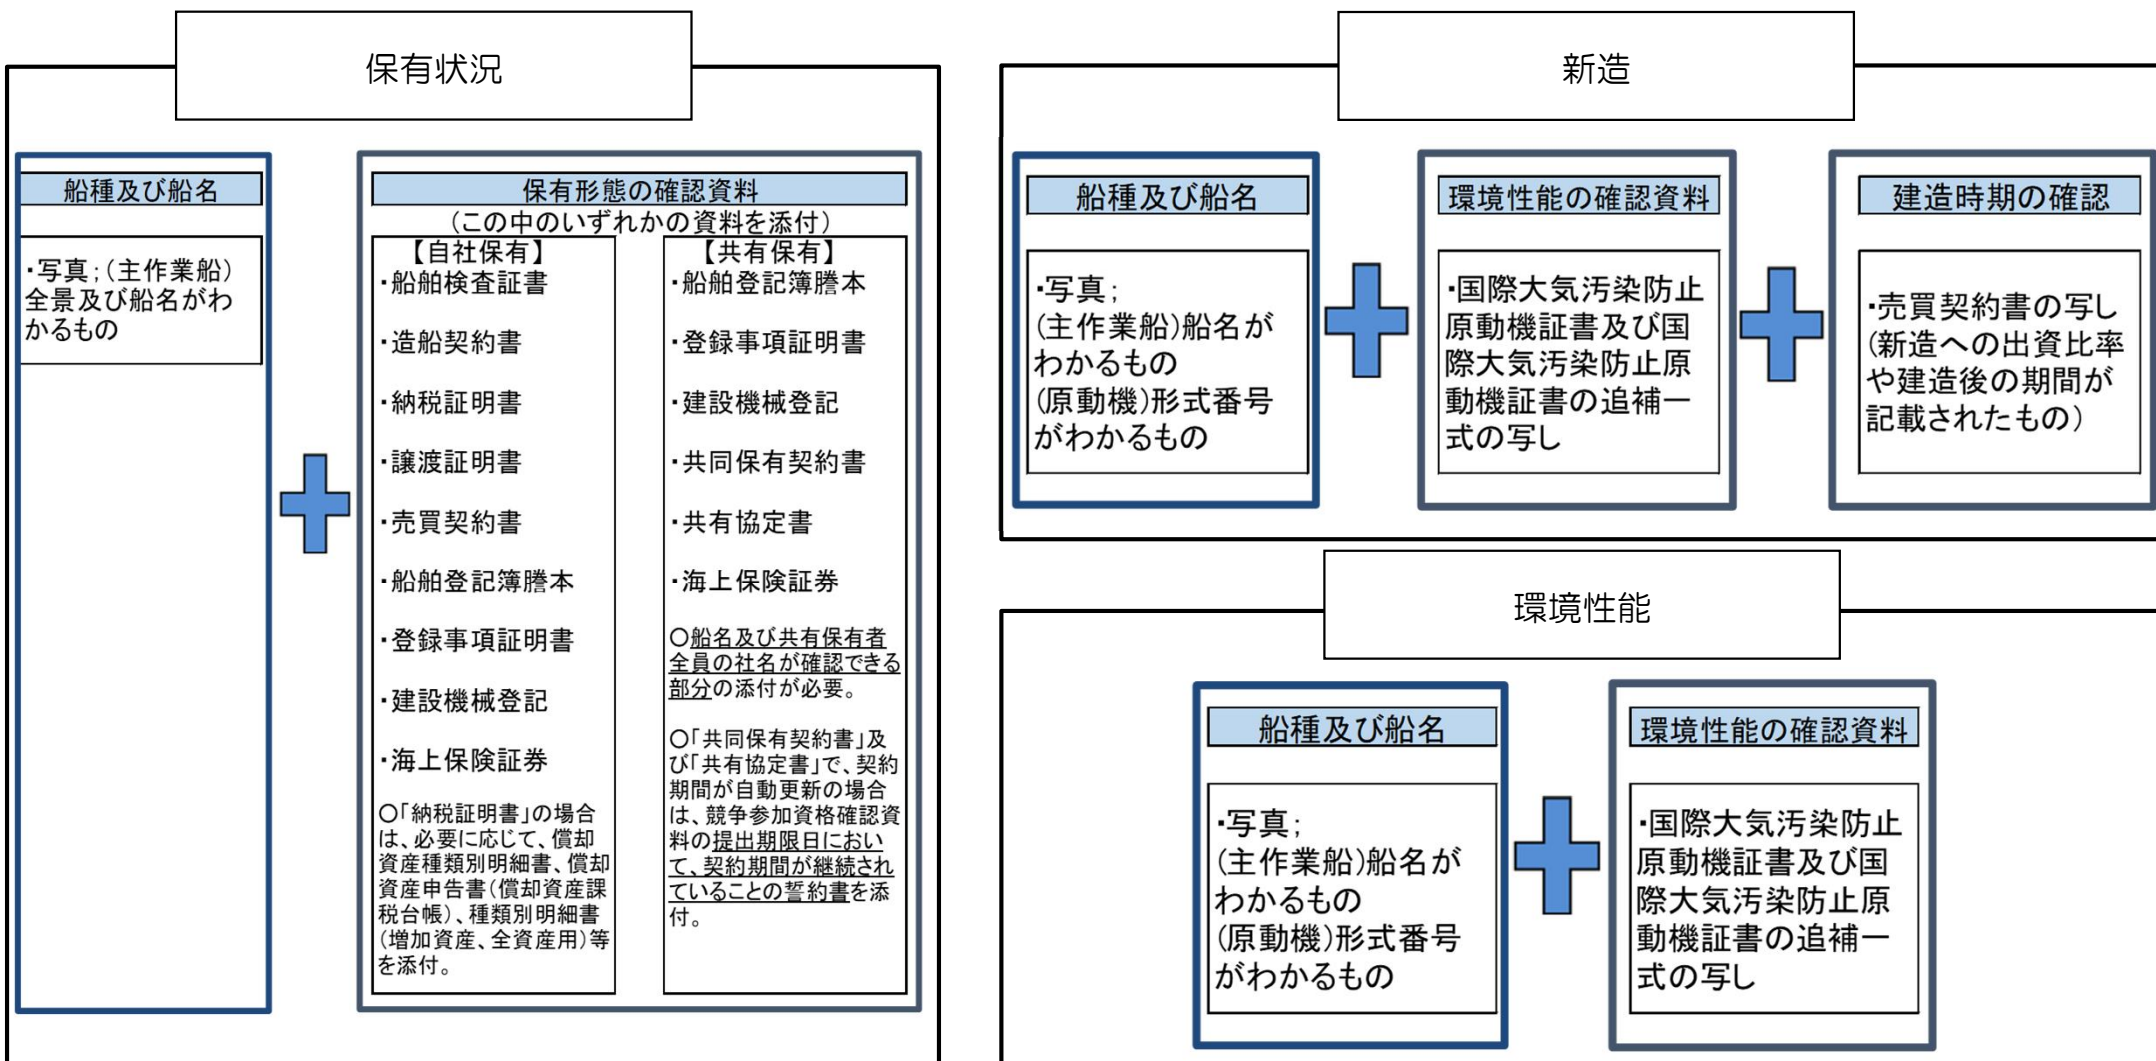 保有状況
船種及び船名
・写真；(主作業船)
全景及び船名がわ
かるもの
保有形態の確認資料
(この中のいずれかの資料を添付)
【自社保有】
・船舶検査証書
・造船契約書
・納税証明書
・譲渡証明書
・売買契約書
・船舶登記簿謄本
・登録事項証明書
・建設機械登記
・海上保険証券
○「納税証明書」の場合
は、必要に応じて、償却
資産種類別明細書、償却
資産申告書(償却資産課
税台帳)、種類別明細書
(増加資産、全資産用)等
を添付。
【共有保有】
・船舶登記簿謄本
・登録事項証明書
・建設機械登記
・共同保有契約書
・共有協定書
・海上保険証券
○船名及び共有保有者
全員の社名が確認できる
部分の添付が必要。
○「共同保有契約書」及
び「共有協定書」で、契約
期間が自動更新の場合
は、競争参加資格確認資
料の提出期限日におい
て、契約期間が継続され
ていることの誓約書を添
付。
新造
船種及び船名
・写真；
(主作業船)船名が
わかるもの
(原動機)形式番号
がわかるもの
環境性能の確認資料
・国際大気汚染防止
原動機証書及び国
際大気汚染防止原
動機証書の追補一
式の写し
建造時期の確認
・売買契約書の写し
(新造への出資比率
や建造後の期間が
記載されたもの)
環境性能
船種及び船名
・写真；
(主作業船)船名が
わかるもの
(原動機)形式番号
がわかるもの
環境性能の確認資料
・国際大気汚染防止
原動機証書及び国
際大気汚染防止原
動機証書の追補一
式の写し